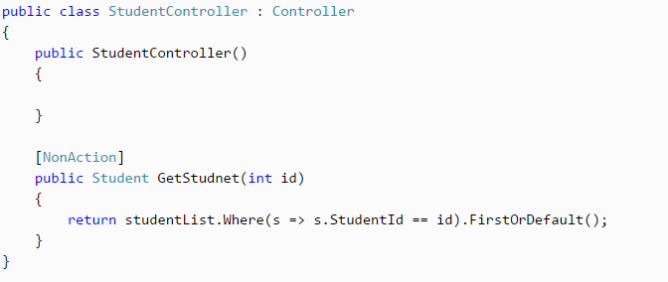 public class StudentController : Controller
{
    public StudentController()
    {
    }
    [NonAction]
    public Student GetStudnet(int id)
    {
        return studentList.Where(s => s.StudentId == id).FirstOrDefault();
    }
}